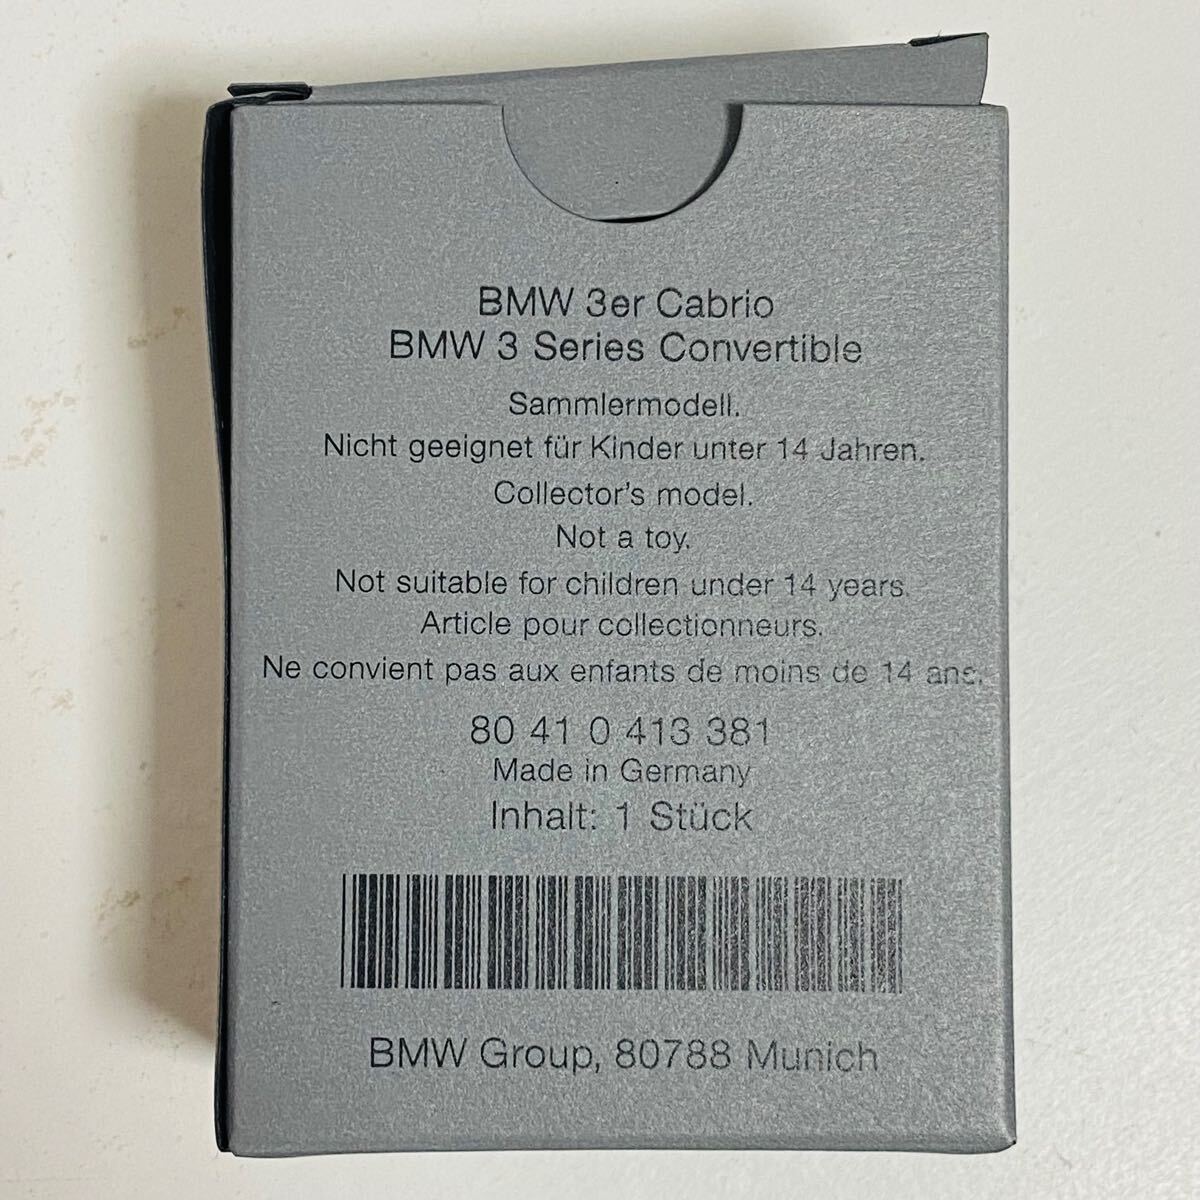 BMW 3er Cabrio
BMW 3 Series Convertible
Sammlermodell.
Nicht geeignet für Kinder unter 14 Jahren.
Collector's model.
Not a toy.
Not suitable for children under 14 years.
Article pour collectionneurs.
Ne convient pas aux enfants de moins de 14 ans.
80 41 0 413 381
Made in Germany
Inhalt: 1 Stück
BMW Group, 80788 Munich